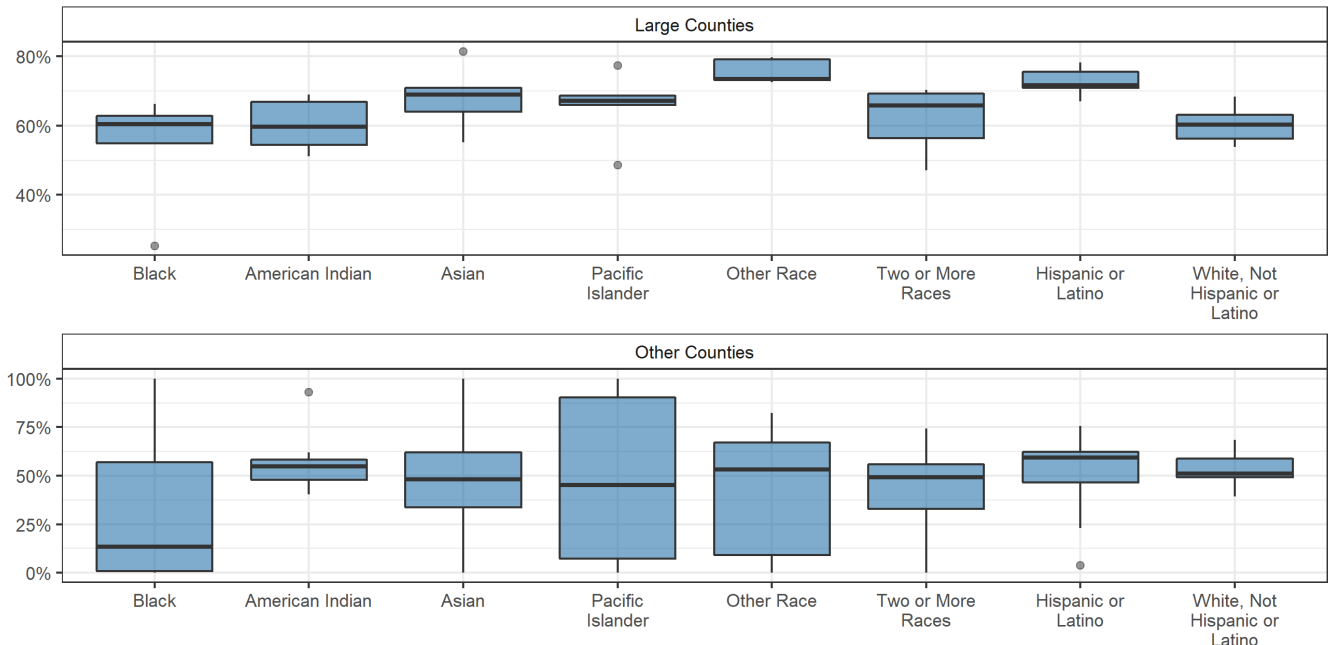 Large Counties
80%
60%
40%
Black
American Indian
Asian
Pacific
Islander
Other Race
Two or More
Races
Hispanic or
Latino
White, Not
Hispanic or
Latino
Other Counties
100%
75%
50%
25%
0%
Black
American Indian
Asian
Pacific
Islander
Other Race
Two or More
Races
Hispanic or
Latino
White, Not
Hispanic or
Latino